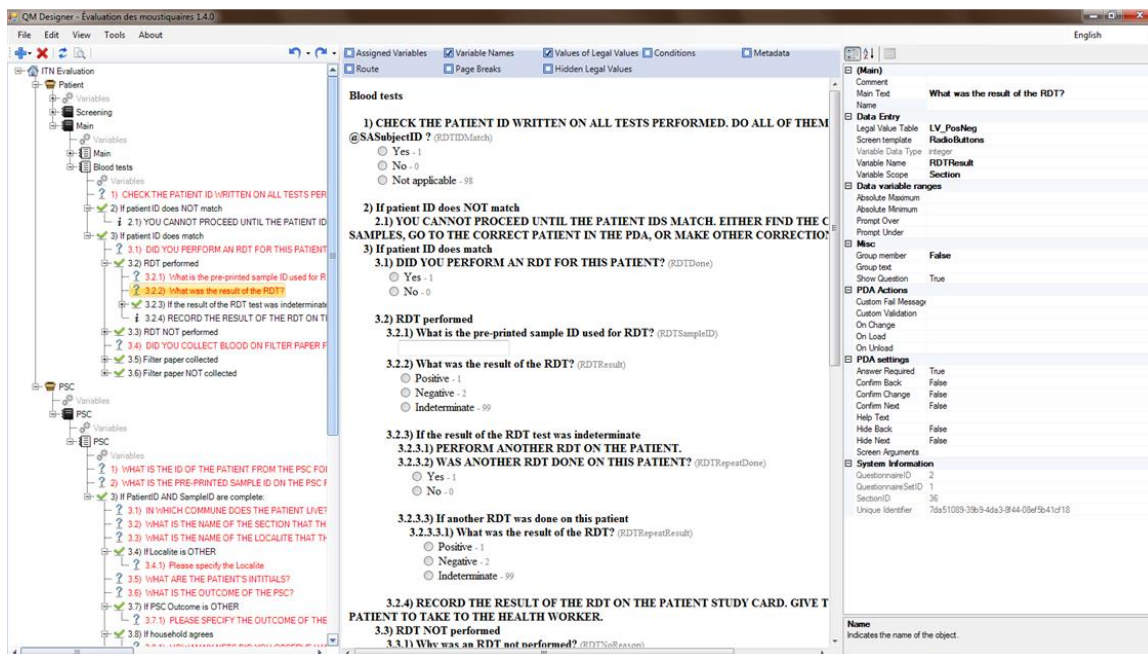 QM Designer - Évaluation des moustiquaires 1.4.0
File Edit View Tools About
English
ITN Evaluation
Patient
Variables
Screening
Main
Variables
Main
Blood tests
Variables
1) CHECK THE PATIENT ID WRITTEN ON ALL TESTS PER
2) If patient ID does NOT match
2.1) YOU CANNOT PROCEED UNTIL THE PATIENT ID
3) If patient ID does match
3.1) DID YOU PERFORM AN RDT FOR THIS PATIENT
3.2) RDT performed
3.2.1) What is the pre-printed sample ID used for R
3.2.2) What was the result of the RDT?
3.2.3) If the result of the RDT test was indeterminate
3.2.4) RECORD THE RESULT OF THE RDT ON T
3.3) RDT NOT performed
3.4) DID YOU COLLECT BLOOD ON FILTER PAPER F
3.5) Filter paper collected
3.6) Filter paper NOT collected
PSC
Variables
PSC
Variables
PSC
Variables
1) WHAT IS THE ID OF THE PATIENT FROM THE PSC FO
2) WHAT IS THE PRE-PRINTED SAMPLE ID ON THE PSC F
3) If PatientID AND SampleID are complete:
3.1) IN WHICH COMMUNE DOES THE PATIENT LIVE?
3.2) WHAT IS THE NAME OF THE SECTION THAT TH
3.3) WHAT IS THE NAME OF THE LOCALITE THAT TH
3.4) If Localite is OTHER
3.4.1) Please specify the Localite
3.5) WHAT ARE THE PATIENT'S INTITIALS?
3.6) WHAT IS THE OUTCOME OF THE PSC?
3.7) If PSC Outcome is OTHER
3.7.1) PLEASE SPECIFY THE OUTCOME OF THE
3.8) If household agrees
Assigned Variables Variable Names Values of Legal Values Conditions Metadata
Route Page Breaks Hidden Legal Values
Blood tests
1) CHECK THE PATIENT ID WRITTEN ON ALL TESTS PERFORMED. DO ALL OF THEM
@SASubjectID ? (RDTIDMatch)
Yes - 1
No - 0
Not applicable - 98
2) If patient ID does NOT match
2.1) YOU CANNOT PROCEED UNTIL THE PATIENT IDS MATCH. EITHER FIND THE C
SAMPLES, GO TO THE CORRECT PATIENT IN THE PDA, OR MAKE OTHER CORRECTION
3) If patient ID does match
3.1) DID YOU PERFORM AN RDT FOR THIS PATIENT? (RDTDone)
Yes - 1
No - 0
3.2) RDT performed
3.2.1) What is the pre-printed sample ID used for RDT? (RDTSampleID)
3.2.2) What was the result of the RDT? (RDTResult)
Positive - 1
Negative - 2
Indeterminate - 99
3.2.3) If the result of the RDT test was indeterminate
3.2.3.1) PERFORM ANOTHER RDT ON THE PATIENT.
3.2.3.2) WAS ANOTHER RDT DONE ON THIS PATIENT? (RDTRepeatDone)
Yes - 1
No - 0
3.2.3.3) If another RDT was done on this patient
3.2.3.3.1) What was the result of the RDT? (RDTRepeatResult)
Positive - 1
Negative - 2
Indeterminate - 99
3.2.4) RECORD THE RESULT OF THE RDT ON THE PATIENT STUDY CARD. GIVE T
PATIENT TO TAKE TO THE HEALTH WORKER.
3.3) RDT NOT performed
3.3.1) Why was an RDT not performed? (RDTNoReason)
(Main)
Comment
Main Text What was the result of the RDT?
Name
Data Entry
Legal Value Table LV_PosNeg
Screen template RadioButtons
Variable Data Type integer
Variable Name RDTResult
Variable Scope Section
Data variable ranges
Absolute Maximum
Absolute Minimum
Prompt Over
Prompt Under
Misc
Group member False
Group text
Show Question True
PDA Actions
Custom Fail Message
Custom Validation
On Change
On Load
On Unload
PDA settings
Answer Required True
Confirm Back False
Confirm Change False
Confirm Next False
Help Text
Hide Back False
Hide Next False
Screen Arguments
System Information
QuestionnaireID 2
QuestionnaireSetID 1
SectionID 36
Unique Identifier 7da51089-39b9-4da3-8f44-08ef5b41cf18
Name
Indicates the name of the object.